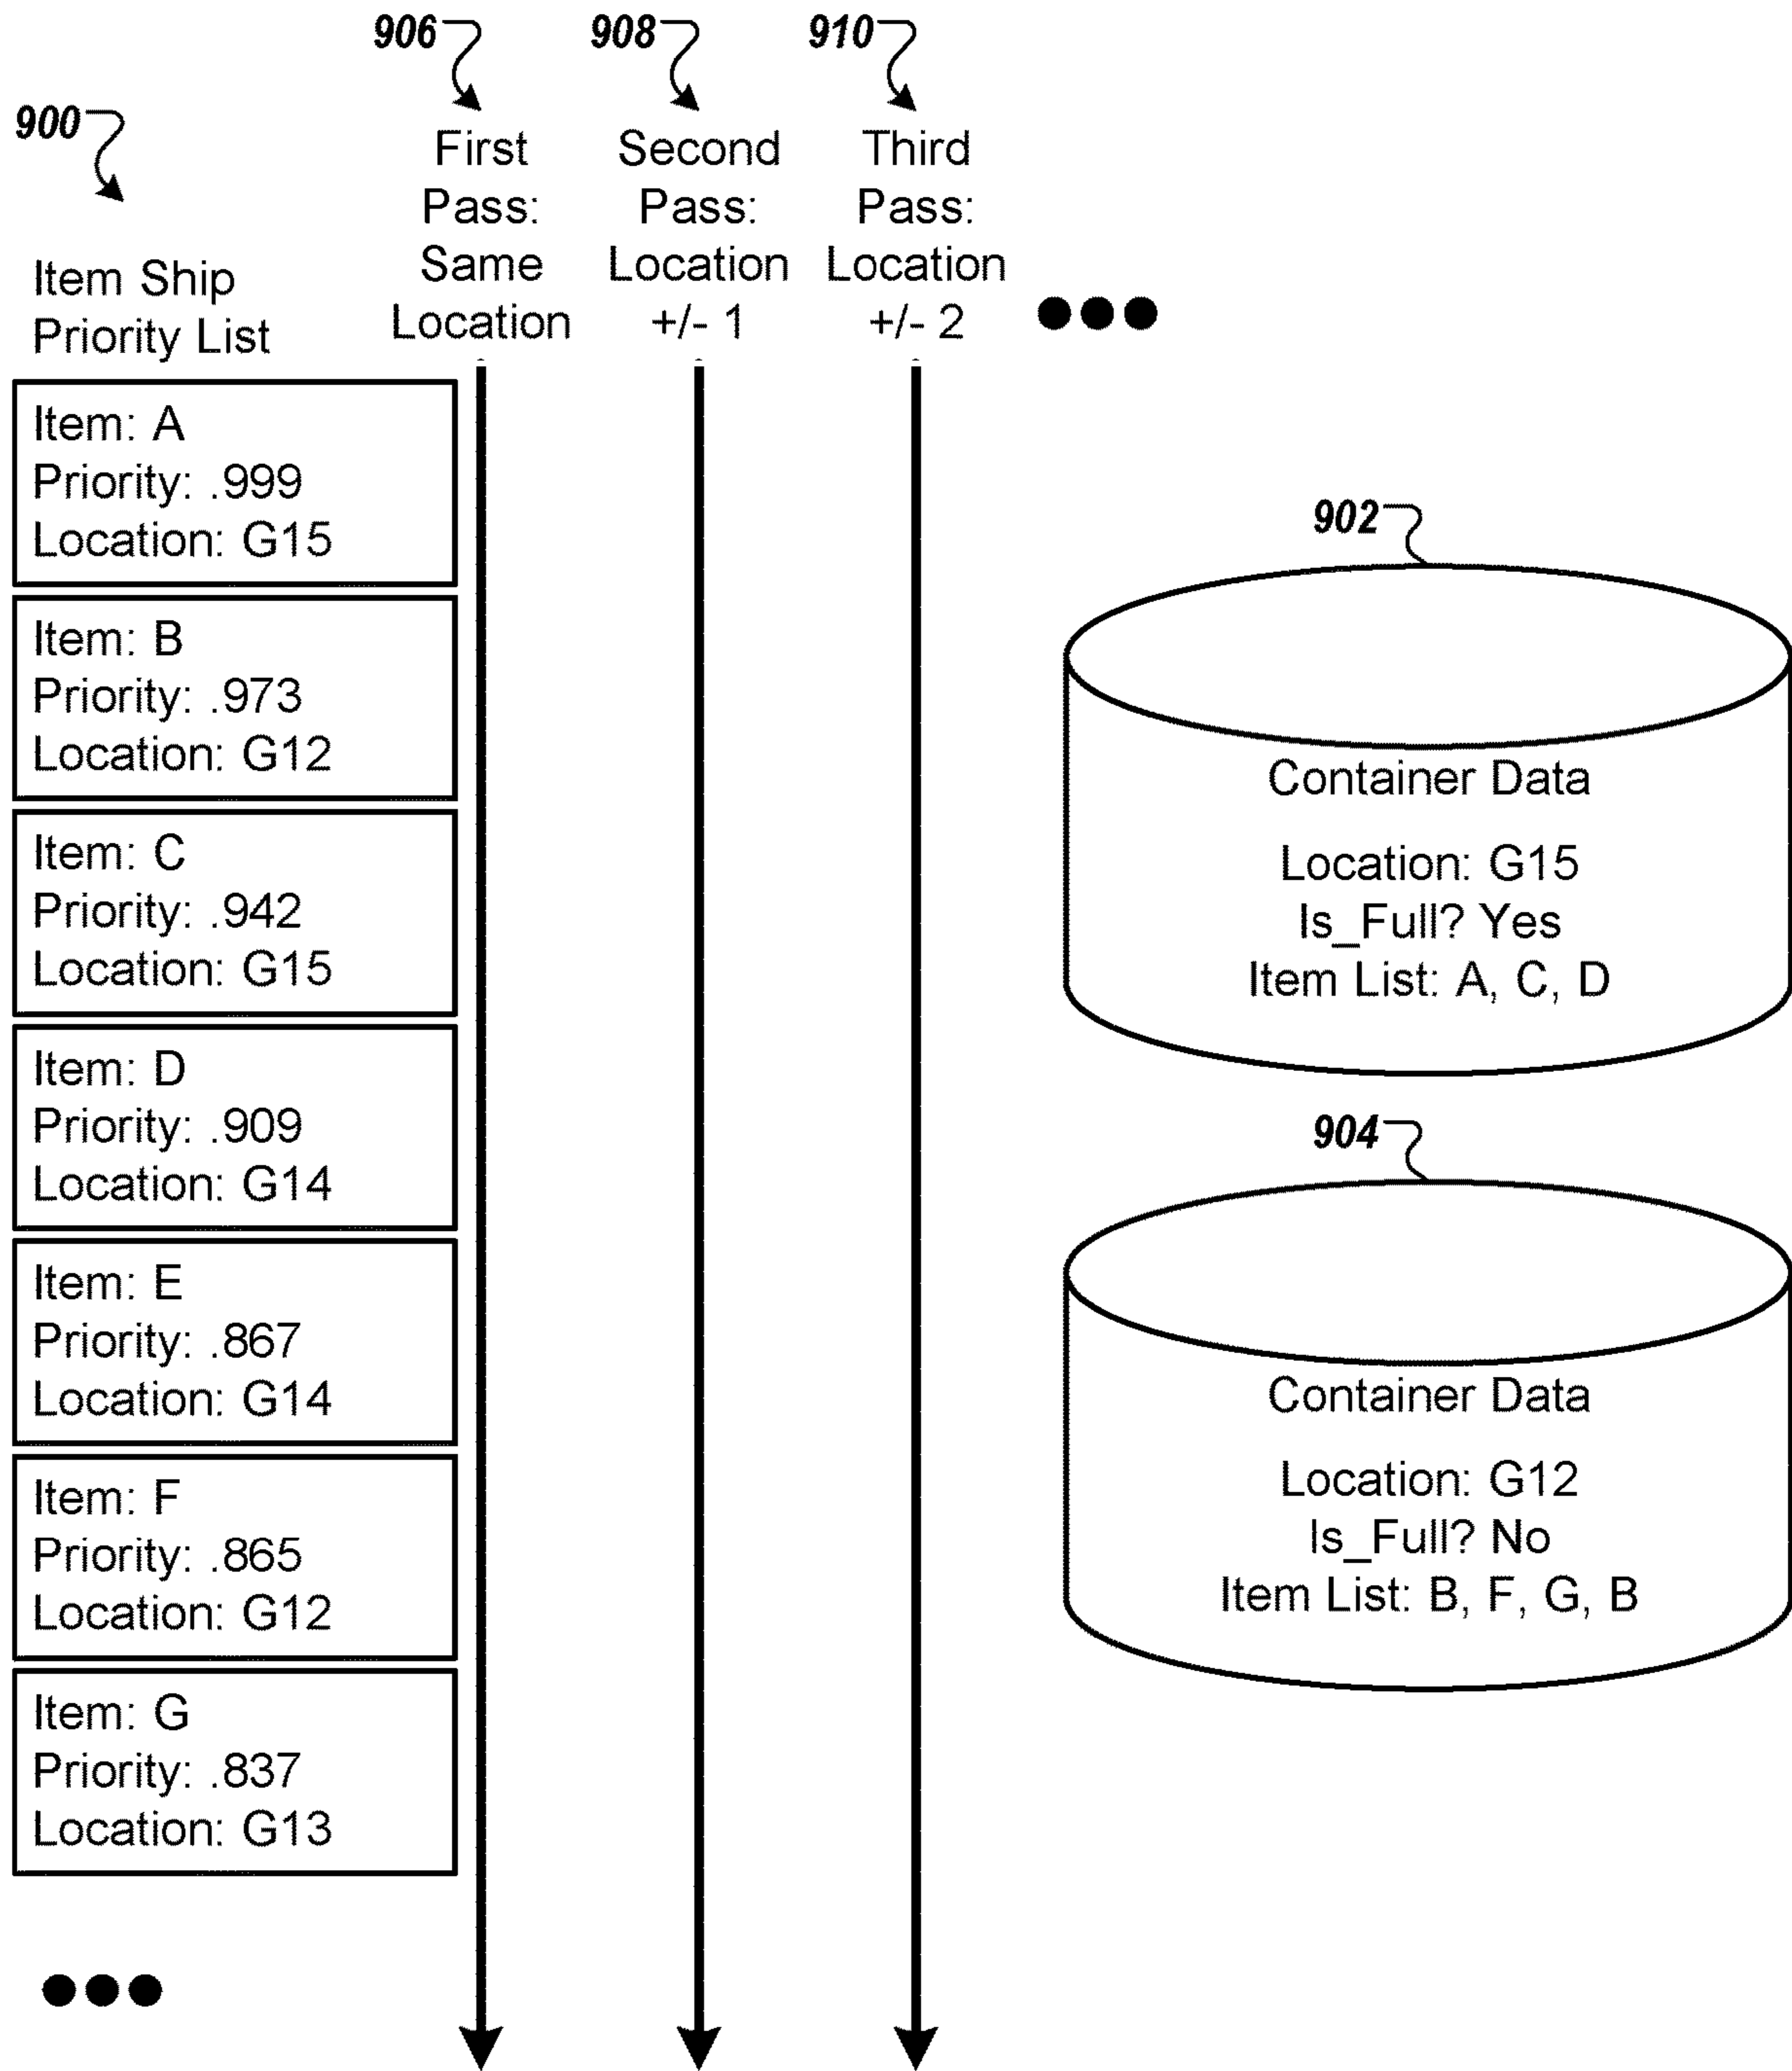 906
908
910
900
First
Pass:
Same
Location
Second
Pass:
Location
+/- 1
Third
Pass:
Location
+/- 2
Item Ship
Priority List
Item: A
Priority: .999
Location: G15
Item: B
Priority: .973
Location: G12
Item: C
Priority: .942
Location: G15
Item: D
Priority: .909
Location: G14
Item: E
Priority: .867
Location: G14
Item: F
Priority: .865
Location: G12
Item: G
Priority: .837
Location: G13
902
Container Data
Location: G15
Is_Full? Yes
Item List: A, C, D
904
Container Data
Location: G12
Is_Full? No
Item List: B, F, G, B